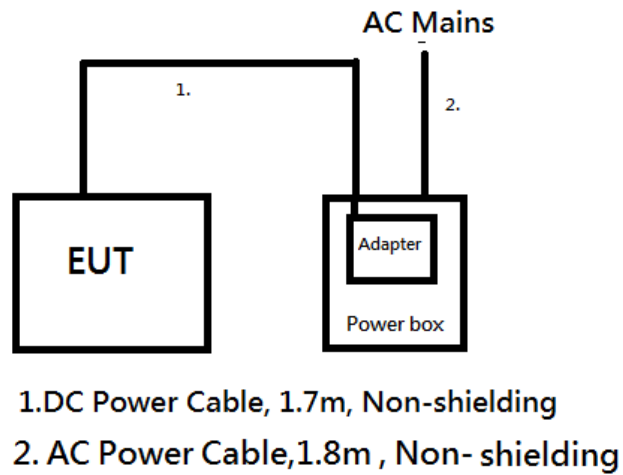 AC Mains
1.
2.
EUT
Adapter
Power box
1.DC Power Cable, 1.7m, Non-shielding
2. AC Power Cable,1.8m , Non- shielding